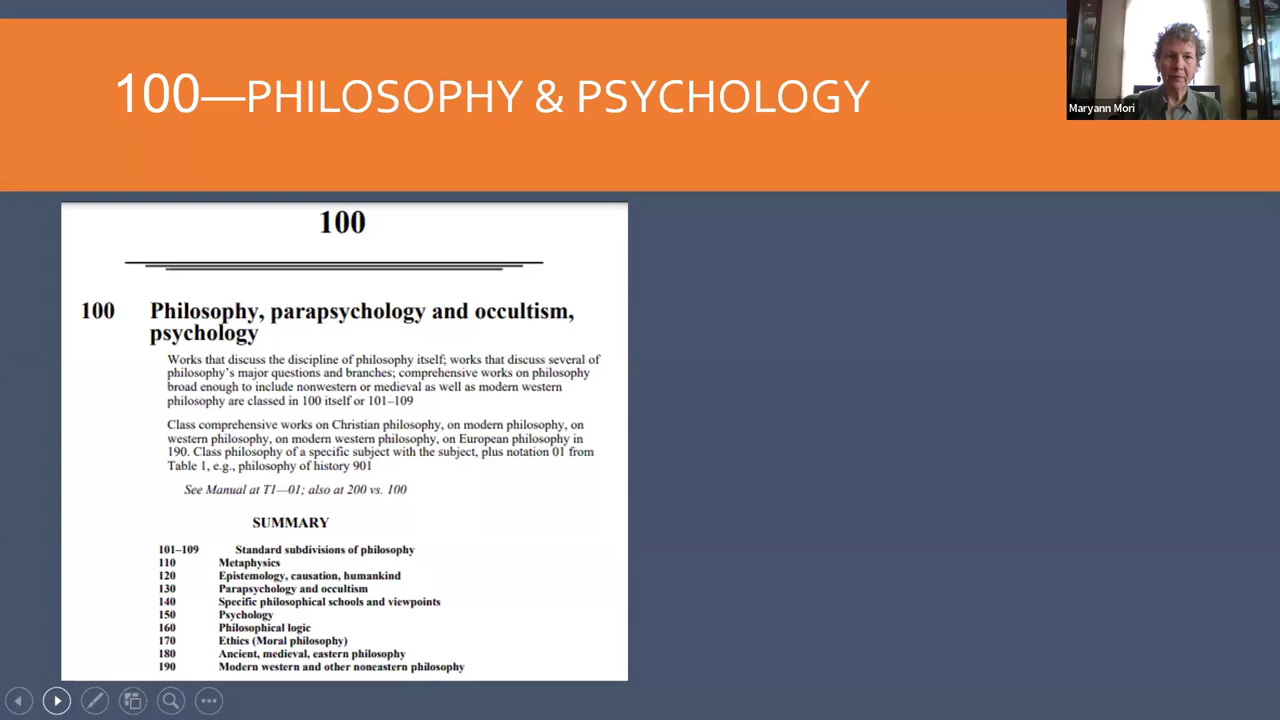 100—PHILOSOPHY & PSYCHOLOGY
Maryann Mori
100
100 Philosophy, parapsychology and occultism,
psychology
Works that discuss the discipline of philosophy itself; works that discuss several of
philosophy's major questions and branches; comprehensive works on philosophy
broad enough to include nonwestern or medieval as well as modern western
philosophy are classed in 100 itself or 101–109
Class comprehensive works on Christian philosophy, on modern philosophy, on
western philosophy, on modern western philosophy, on European philosophy in
190. Class philosophy of a specific subject with the subject, plus notation 01 from
Table 1, e.g., philosophy of history 901
See Manual at T1—01; also at 200 vs. 100
SUMMARY
101–109 Standard subdivisions of philosophy
110 Metaphysics
120 Epistemology, causation, humankind
130 Parapsychology and occultism
140 Specific philosophical schools and viewpoints
150 Psychology
160 Philosophical logic
170 Ethics (Moral philosophy)
180 Ancient, medieval, eastern philosophy
190 Modern western and other noneastern philosophy